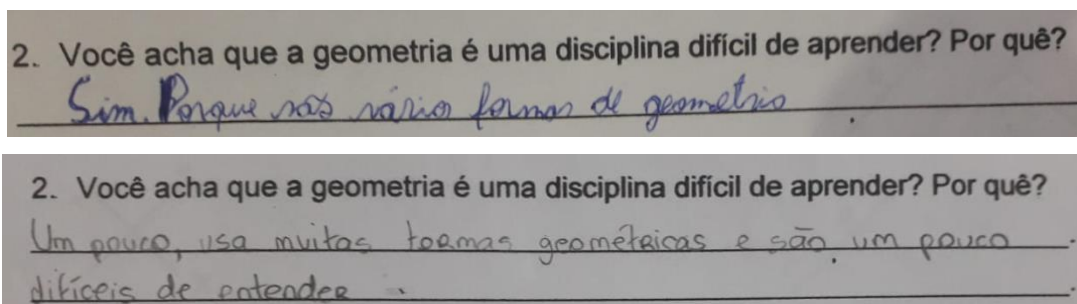 2. Você acha que a geometria é uma disciplina difícil de aprender? Por quê?
Sim. Porque são vários formas de geometria
2. Você acha que a geometria é uma disciplina difícil de aprender? Por quê?
Um pouco, usa muitas formas geométricas e são um pouco.
difíceis de entender.